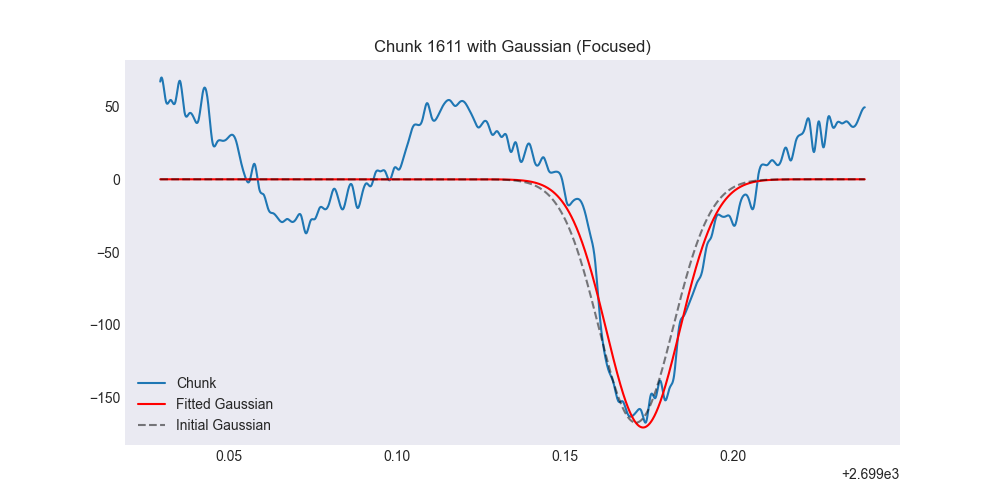 Chunk 1611 with Gaussian (Focused)
50
0
−50
−100
−150
Chunk
Fitted Gaussian
Initial Gaussian
0.05 0.10 0.15 0.20
+2.699e3